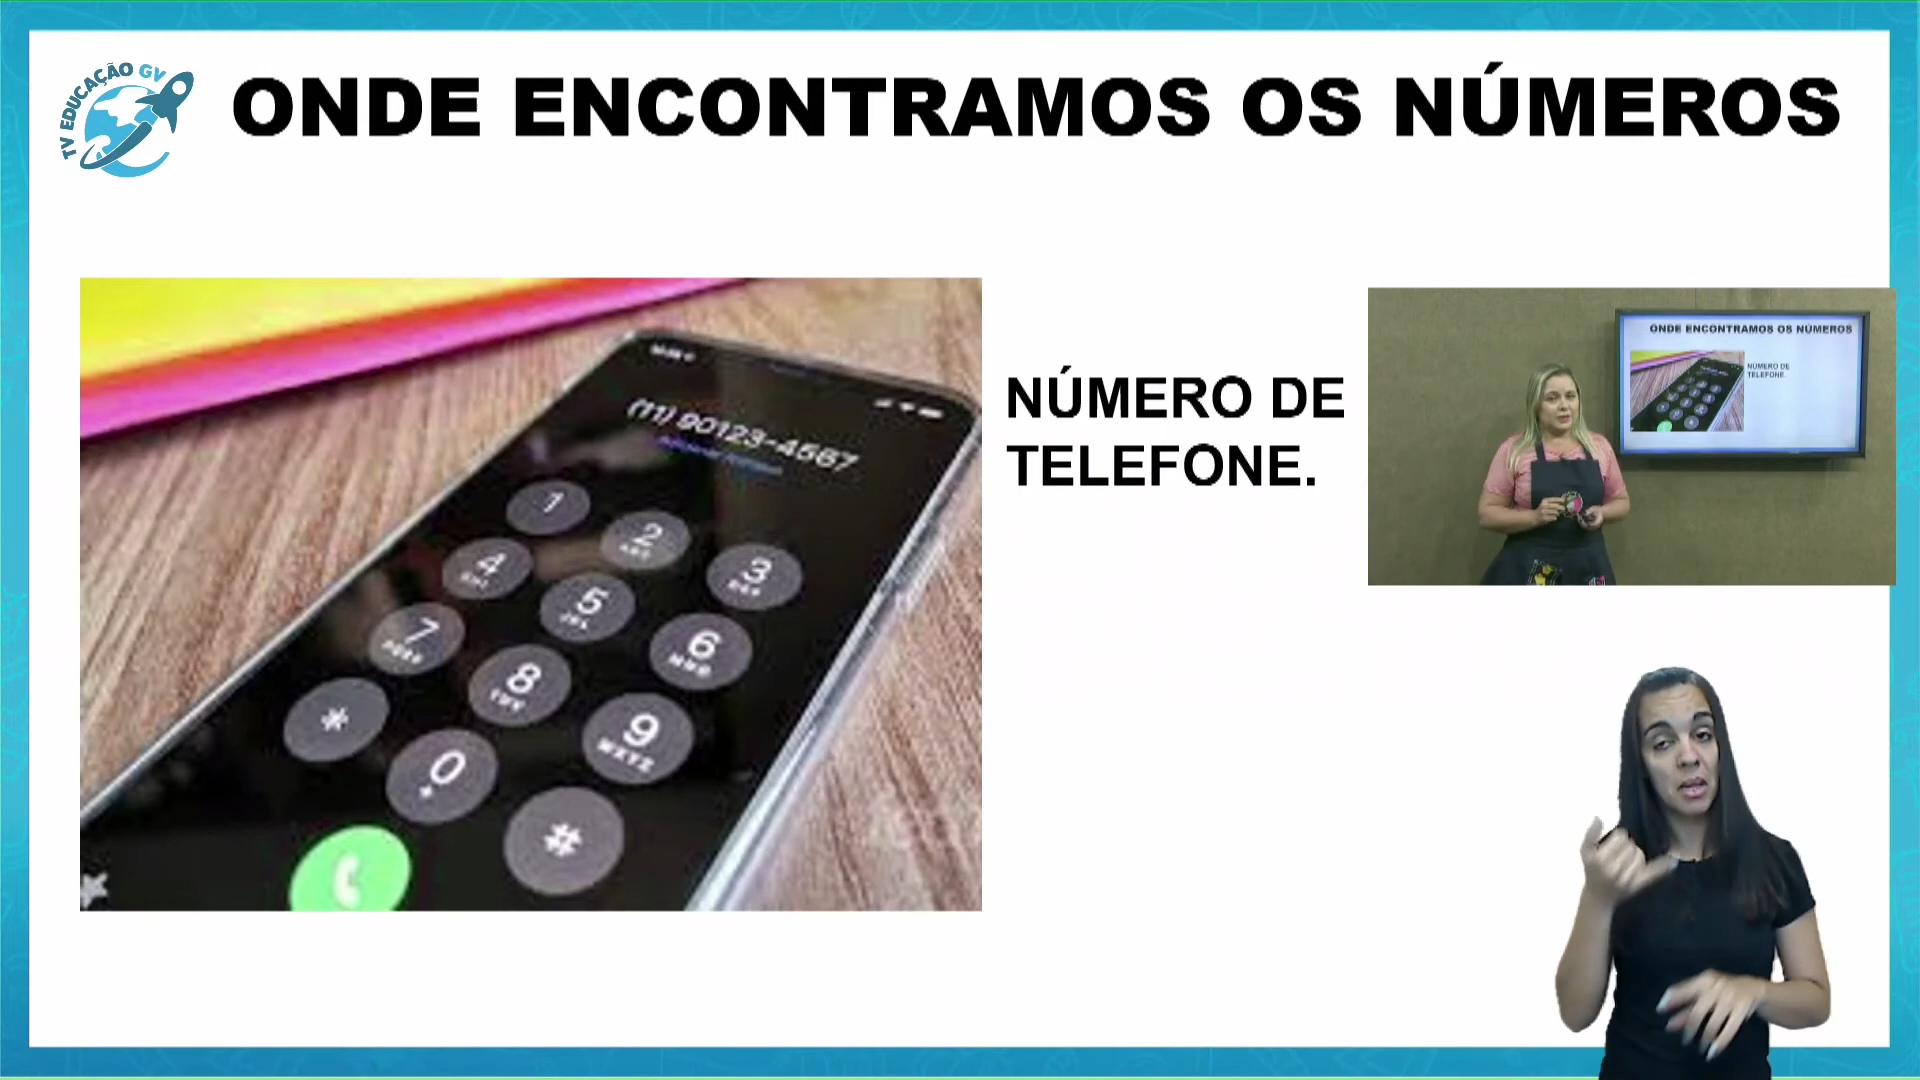 TV EDUCAÇÃO GV
ONDE ENCONTRAMOS OS NÚMEROS
(11) 90123-4567
1
2
ABC
3
DEF
4
GHI
5
JKL
6
MNO
7
PQRS
8
TUV
9
WXYZ
*
0
+
#
NÚMERO DE
TELEFONE.
ONDE ENCONTRAMOS OS NÚMEROS
NÚMERO DE
TELEFONE.